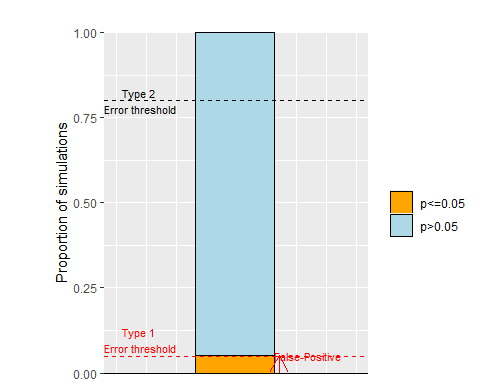 1.00
Type 2
Error threshold
0.75
Proportion of simulations
0.50
p<=0.05
p>0.05
0.25
Type 1
Error threshold
False-Positive
0.00